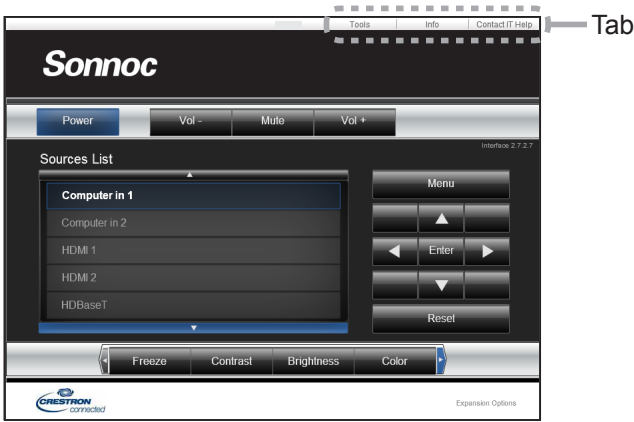 Tools Info Contact IT Help Tab
Sonnoc
Power Vol - Mute Vol +
Interface 2.7.2.7
Sources List
Menu
Computer in 1
Computer in 2
HDMI 1 Enter
HDMI 2
HDBaseT
Reset
Freeze Contrast Brightness Color
CRESTRON
connected
Expansion Options